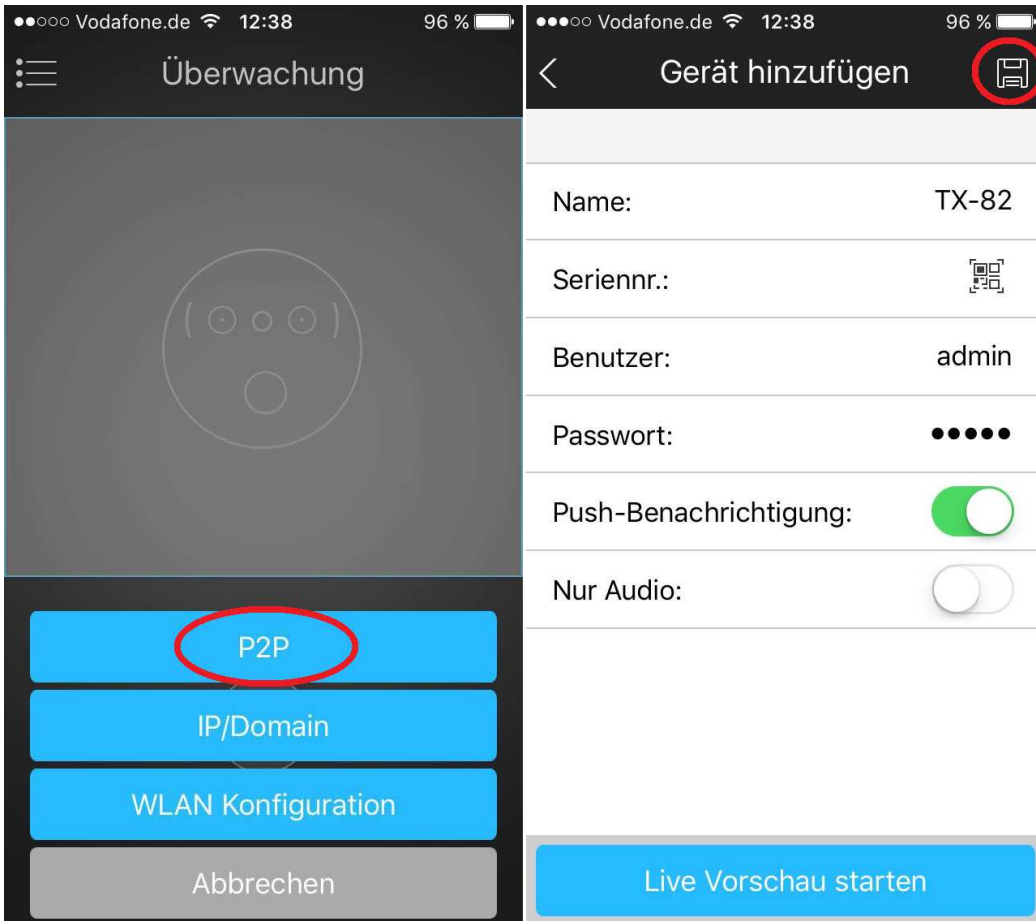 Vodafone.de 12:38 96 %
Überwachung
P2P
IP/Domain
WLAN Konfiguration
Abbrechen
Vodafone.de 12:38 96 %
Gerät hinzufügen
Name: TX-82
Seriennr.:
Benutzer: admin
Passwort: •••••
Push-Benachrichtigung:
Nur Audio:
Live Vorschau starten